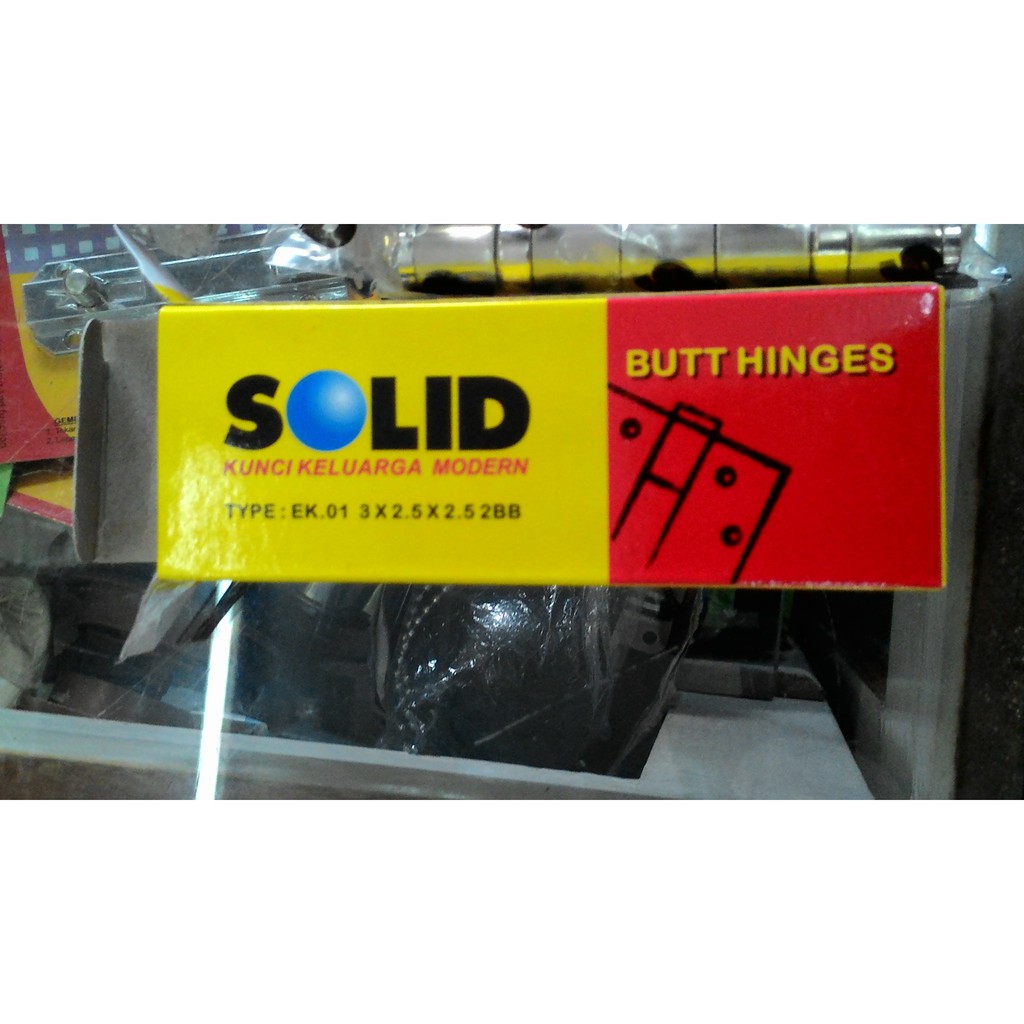 SOLID
KUNCI KELUARGA MODERN
TYPE : EK.01 3 X 2.5 X 2.5 2BB
BUTT HINGES